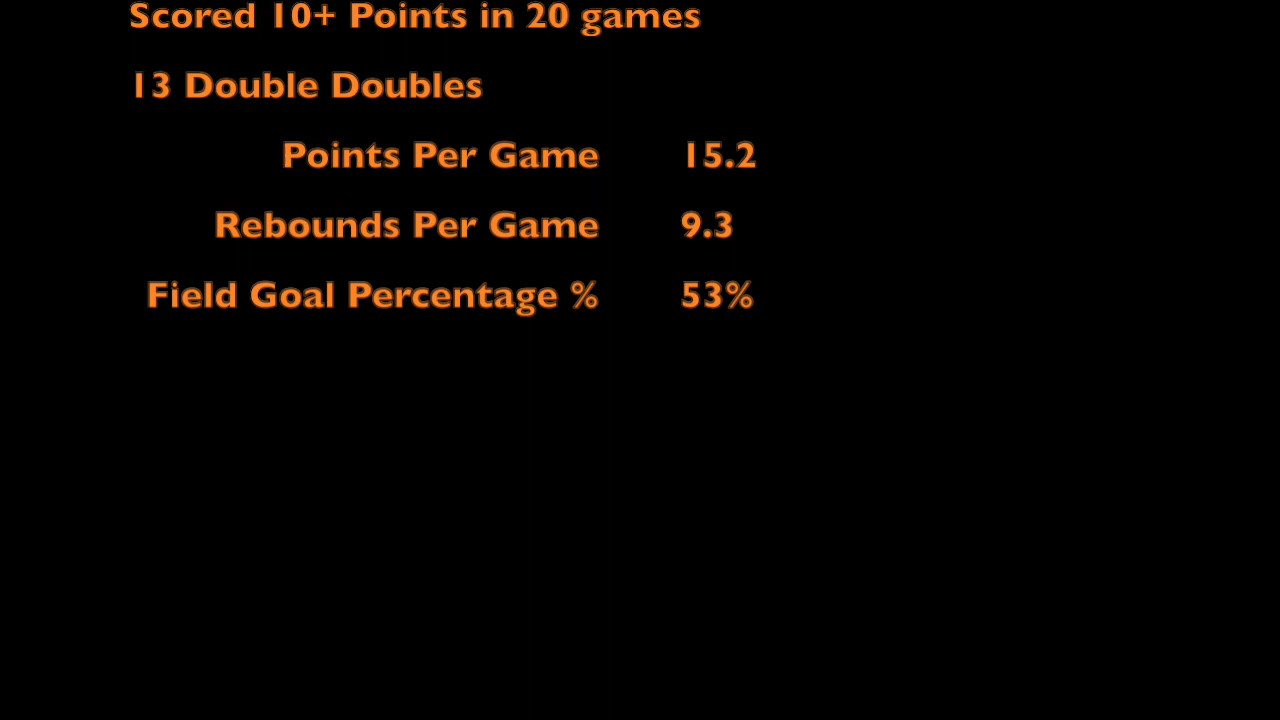 Scored 10+ Points in 20 games
13 Double Doubles
Points Per Game 15.2
Rebounds Per Game 9.3
Field Goal Percentage % 53%